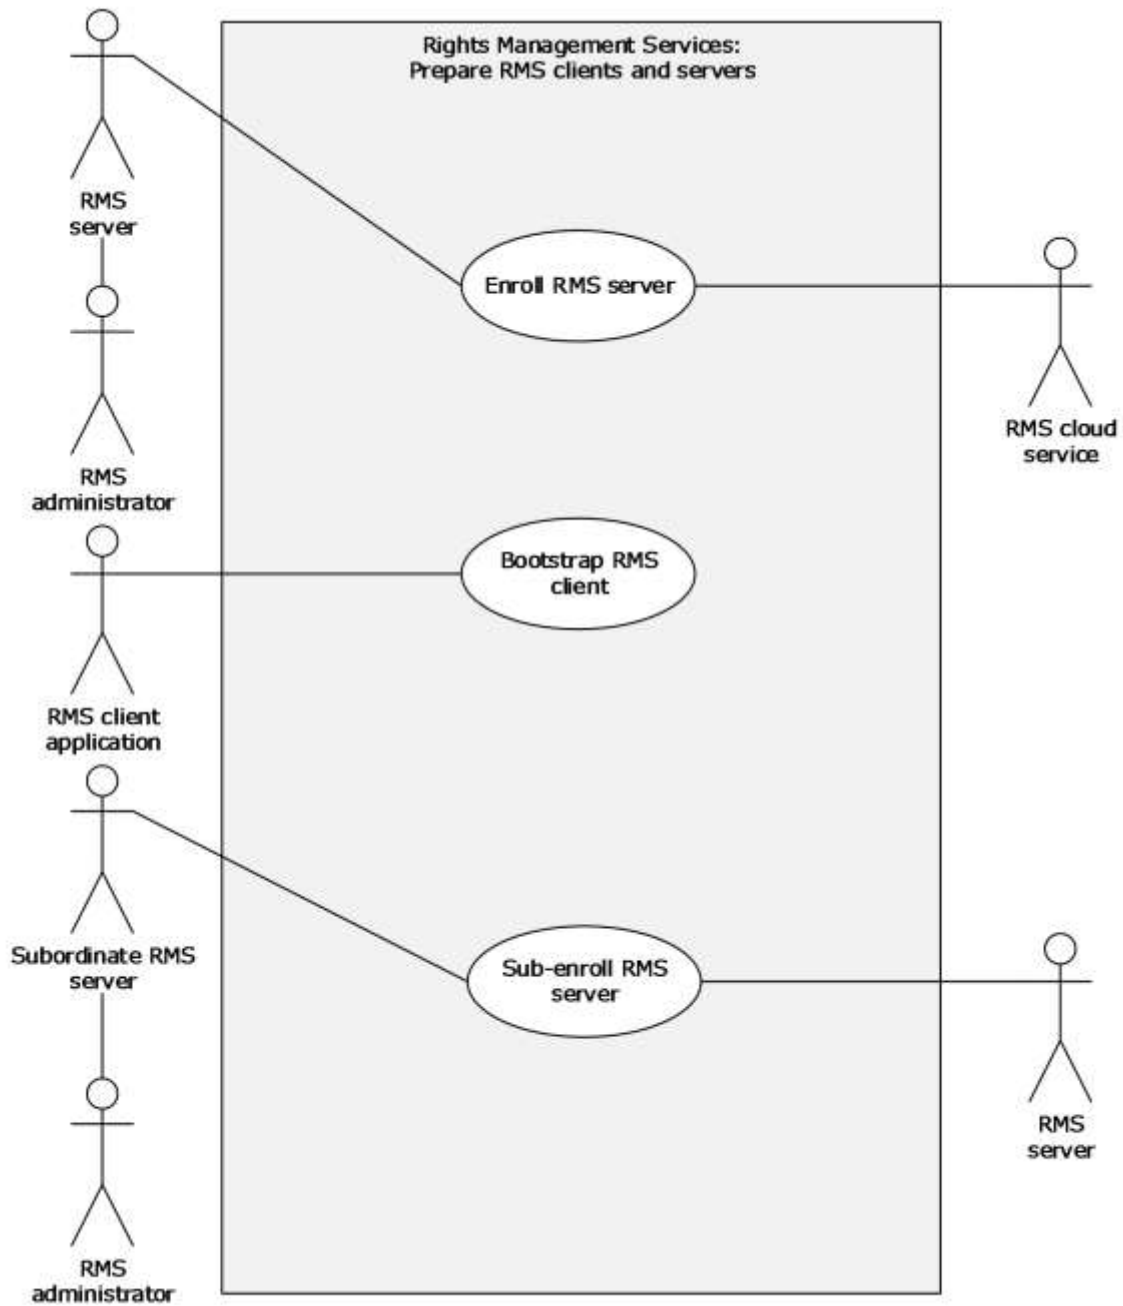 Rights Management Services:
Prepare RMS clients and servers
RMS
server
Enroll RMS server
RMS cloud
service
RMS
administrator
Bootstrap RMS
client
RMS client
application
Subordinate RMS
server
Sub-enroll RMS
server
RMS
server
RMS
administrator